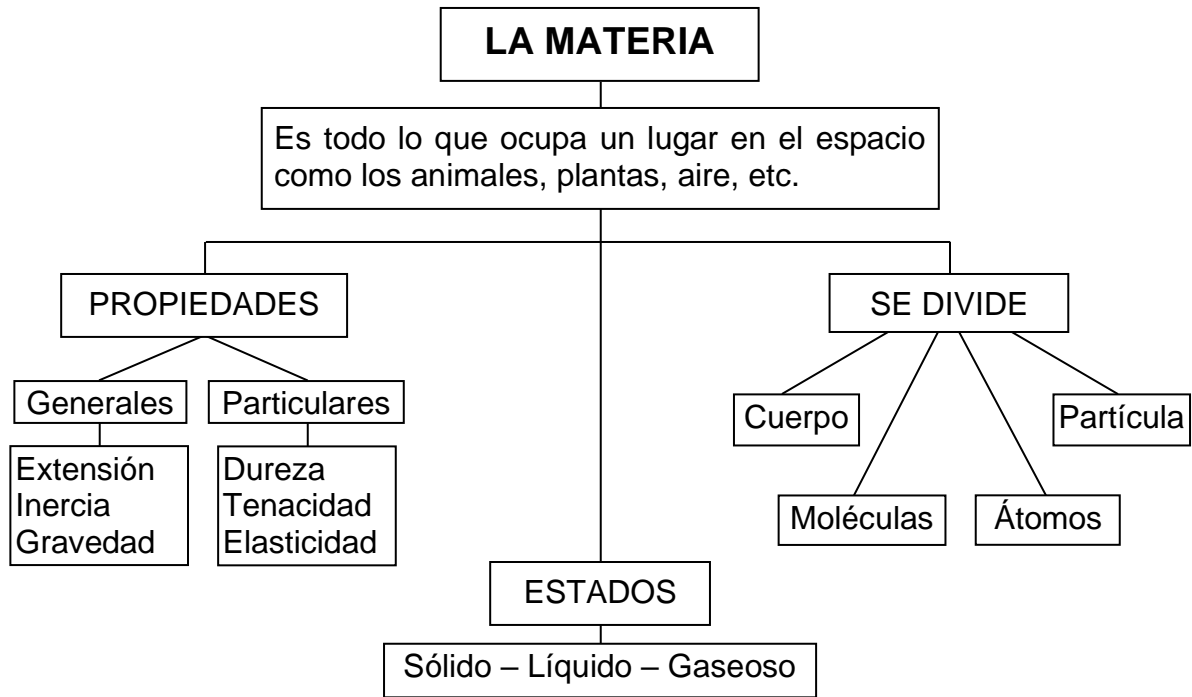 LA MATERIA
Es todo lo que ocupa un lugar en el espacio
como los animales, plantas, aire, etc.
PROPIEDADES
SE DIVIDE
Generales
Particulares
Extensión
Inercia
Gravedad
Dureza
Tenacidad
Elasticidad
Cuerpo
Partícula
Moléculas
Átomos
ESTADOS
Sólido – Líquido – Gaseoso